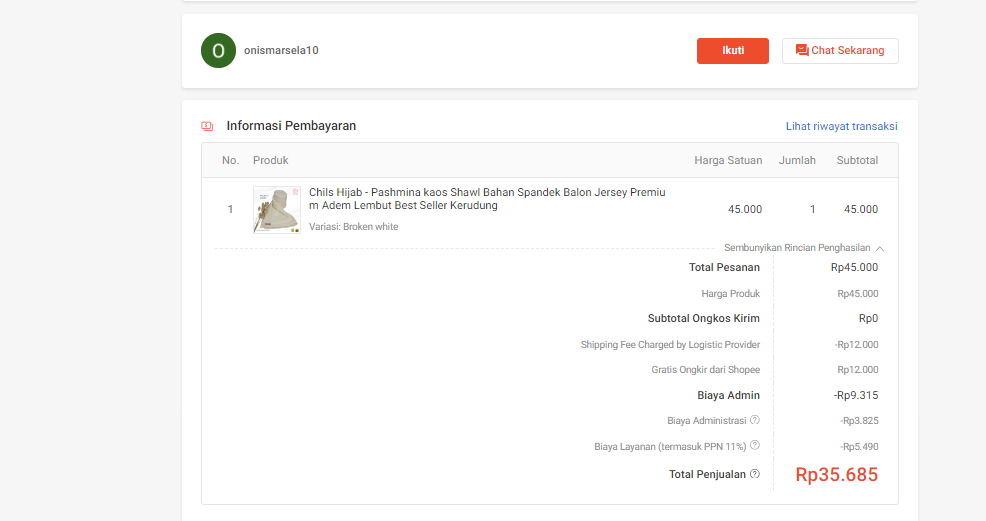 O onismarsela10 Ikuti Chat Sekarang
Informasi Pembayaran Lihat riwayat transaksi
No. Produk Harga Satuan Jumlah Subtotal
1 Chils Hijab - Pashmina kaos Shawl Bahan Spandek Balon Jersey Premiu
m Adem Lembut Best Seller Kerudung 45.000 1 45.000
Variasi: Broken white
Sembunyikan Rincian Penghasilan
Total Pesanan Rp45.000
Harga Produk Rp45.000
Subtotal Ongkos Kirim Rp0
Shipping Fee Charged by Logistic Provider -Rp12.000
Gratis Ongkir dari Shopee Rp12.000
Biaya Admin -Rp9.315
Biaya Administrasi -Rp3.825
Biaya Layanan (termasuk PPN 11%) -Rp5.490
Total Penjualan Rp35.685